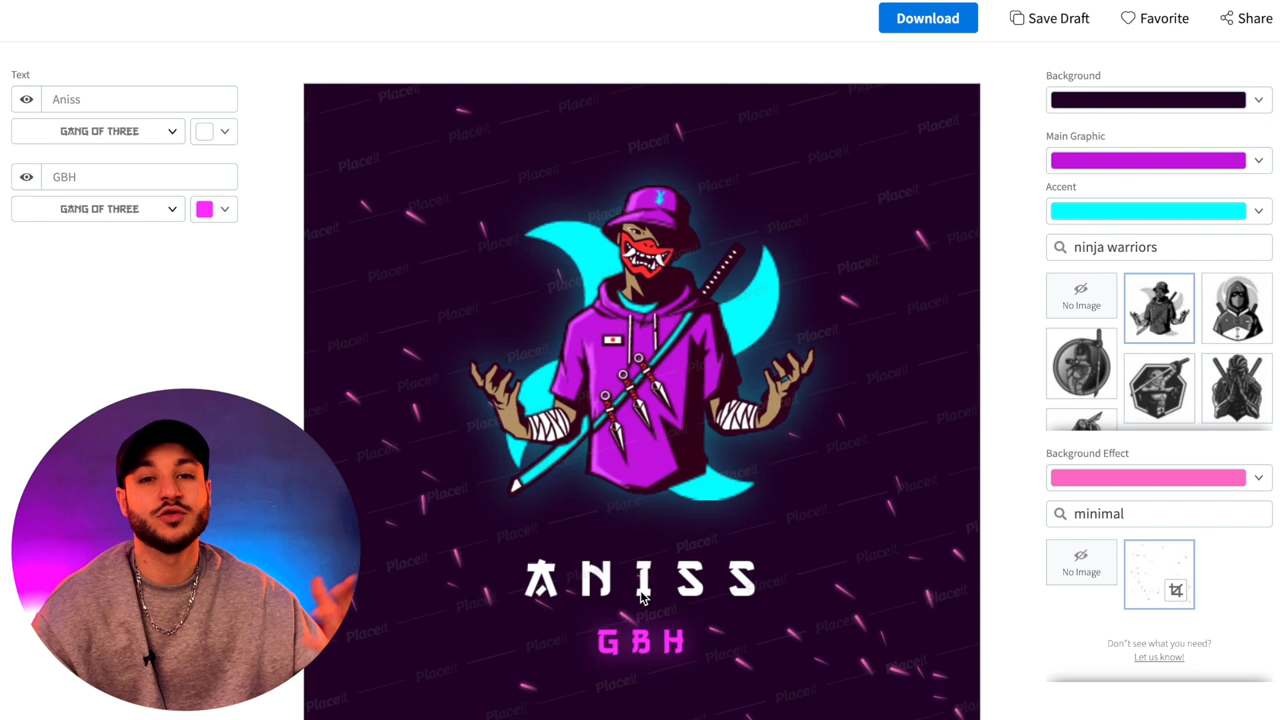 Download
Save Draft
Favorite
Share
Text
Aniss
GANG OF THREE
GBH
GANG OF THREE
Placeit
ANISS
GBH
Background
Main Graphic
Accent
ninja warriors
No Image
Background Effect
minimal
No Image
Don"t see what you need?
Let us know!